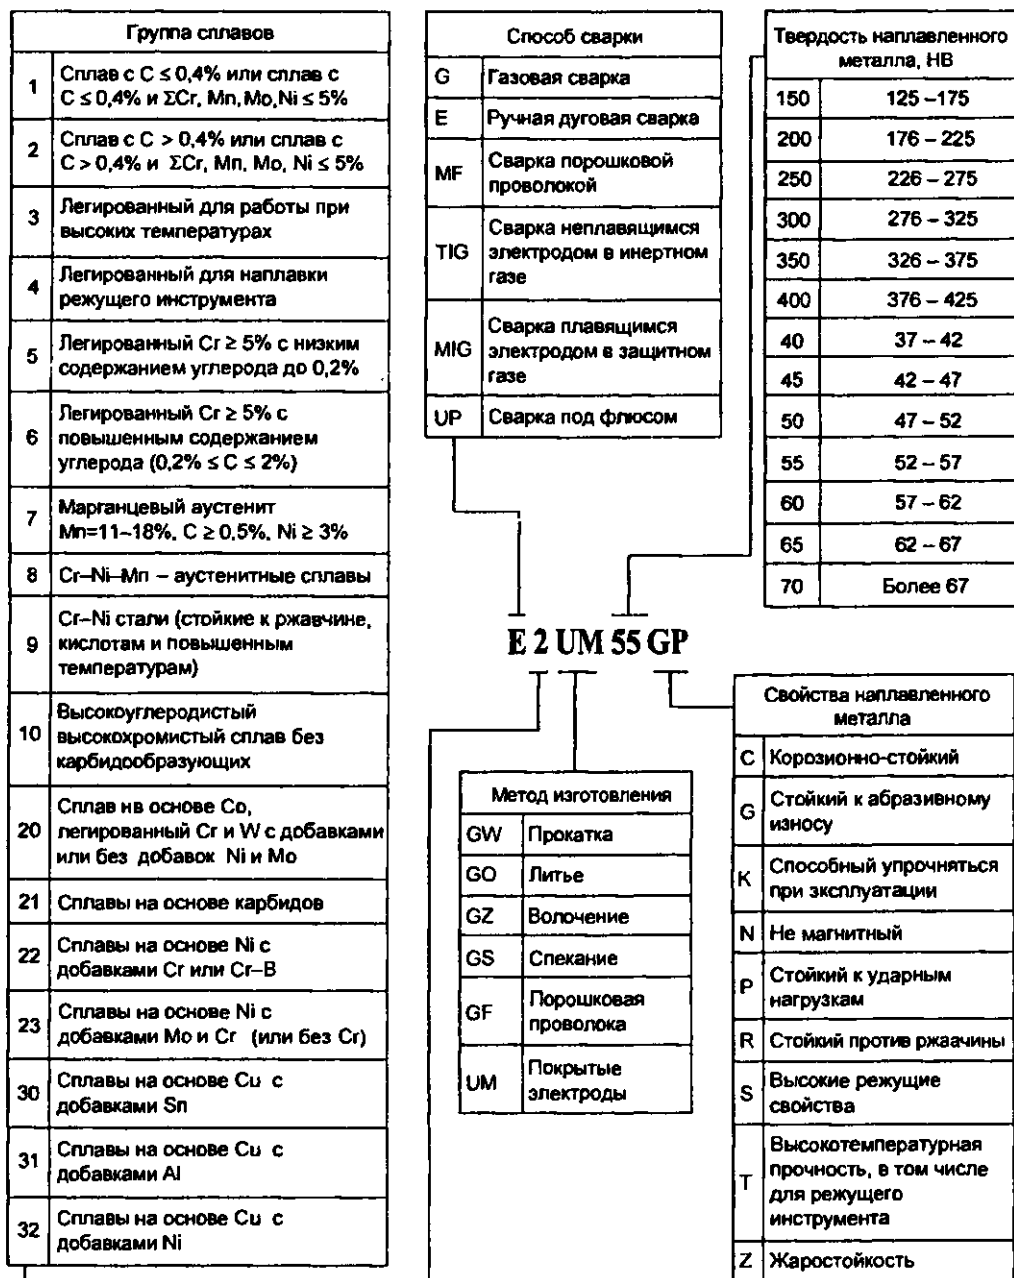 Группа сплавов
1
Сплав с C ≤ 0,4% или сплав с
C ≤ 0,4% и ΣCr, Mn, Mo, Ni ≤ 5%
2
Сплав с C > 0,4% или сплав с
C > 0,4% и ΣCr, Мп, Mo, Ni ≤ 5%
3
Легированный для работы при
высоких температурах
4
Легированный для наплавки
режущего инструмента
5
Легированный Cr ≥ 5% с низким
содержанием углерода до 0,2%
6
Легированный Cr ≥ 5% с
повышенным содержанием
углерода (0,2% ≤ C ≤ 2%)
7
Марганцевый аустенит
Mn=11–18%, C ≥ 0,5%, Ni ≥ 3%
8
Cr–Ni–Мп – аустенитные сплавы
9
Cr–Ni стали (стойкие к ржавчине,
кислотам и повышенным
температурам)
10
Высокоуглеродистый
высокохромистый сплав без
карбидообразующих
20
Сплав нв основе Co,
легированный Cr и W с добавками
или без добавок Ni и Mo
21
Сплавы на основе карбидов
22
Сплавы на основе Ni с
добавками Cr или Cr–B
23
Сплавы на основе Ni с
добавками Mo и Cr (или без Cr)
30
Сплавы на основе Cu с
добавками Sn
31
Сплавы на основе Cu с
добавками Al
32
Сплавы на основе Cu с
добавками Ni
Способ сварки
G Газовая сварка
E Ручная дуговая сварка
MF
Сварка порошковой
проволокой
TIG
Сварка неплавящимся
электродом в инертном
газе
MIG
Сварка плавящимся
электродом в защитном
газе
UP Сварка под флюсом
Твердость наплавленного
металла, НВ
150 125 –175
200 176 – 225
250 226 – 275
300 276 – 325
350 326 – 375
400 376 – 425
40 37 – 42
45 42 – 47
50 47 – 52
55 52 – 57
60 57 – 62
65 62 – 67
70 Более 67
E 2 UM 55 GP
Метод изготовления
GW Прокатка
GO Литье
GZ Волочение
GS Спекание
GF
Порошковая
проволока
UM
Покрытые
электроды
Свойства наплавленного
металла
C Корозионно-стойкий
G
Стойкий к абразивному
износу
K
Способный упрочняться
при зксплуатации
N Не магнитный
P
Стойкий к ударным
нагрузкам
R Стойкий против ржаачины
S
Высокие режущие
свойства
T
Высокотемпературная
прочность, в том числе
для режущего
инструмента
Z Жаростойкость